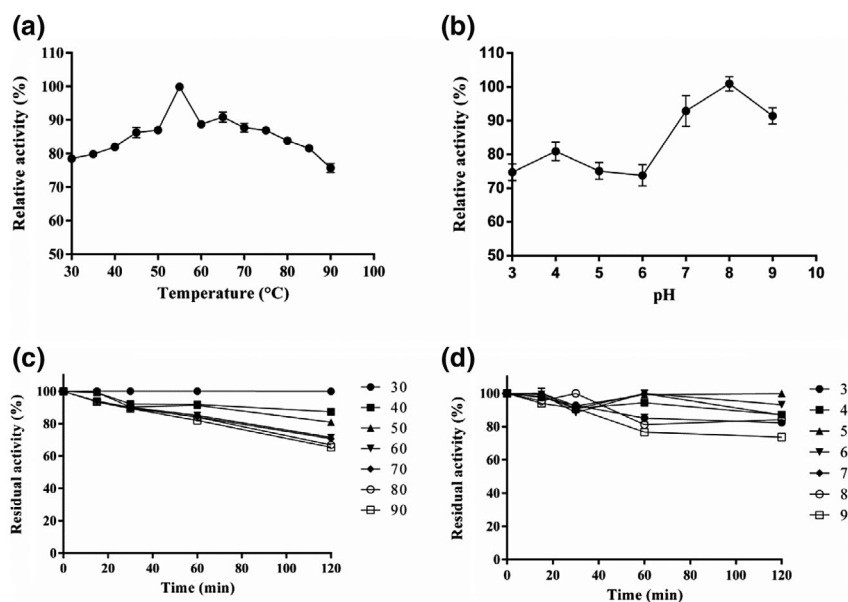 (a)
Relative activity (%)
110
100
90
80
70
60
50
30 40 50 60 70 80 90 100
Temperature (°C)
(b)
Relative activity (%)
110
100
90
80
70
60
50
3 4 5 6 7 8 9 10
pH
(c)
Residual activity (%)
100
80
60
40
20
0
0 20 40 60 80 100 120
Time (min)
30
40
50
60
70
80
90
(d)
Residual activity (%)
100
80
60
40
20
0
0 20 40 60 80 100 120
Time (min)
3
4
5
6
7
8
9